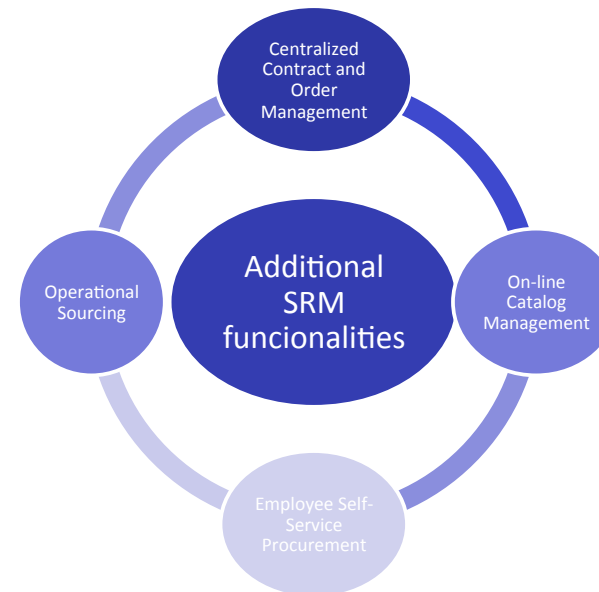 Centralized
Contract and
Order
Management
Operational
Sourcing
Additional
SRM
funcionalities
On-line
Catalog
Management
Employee Self-
Service
Procurement